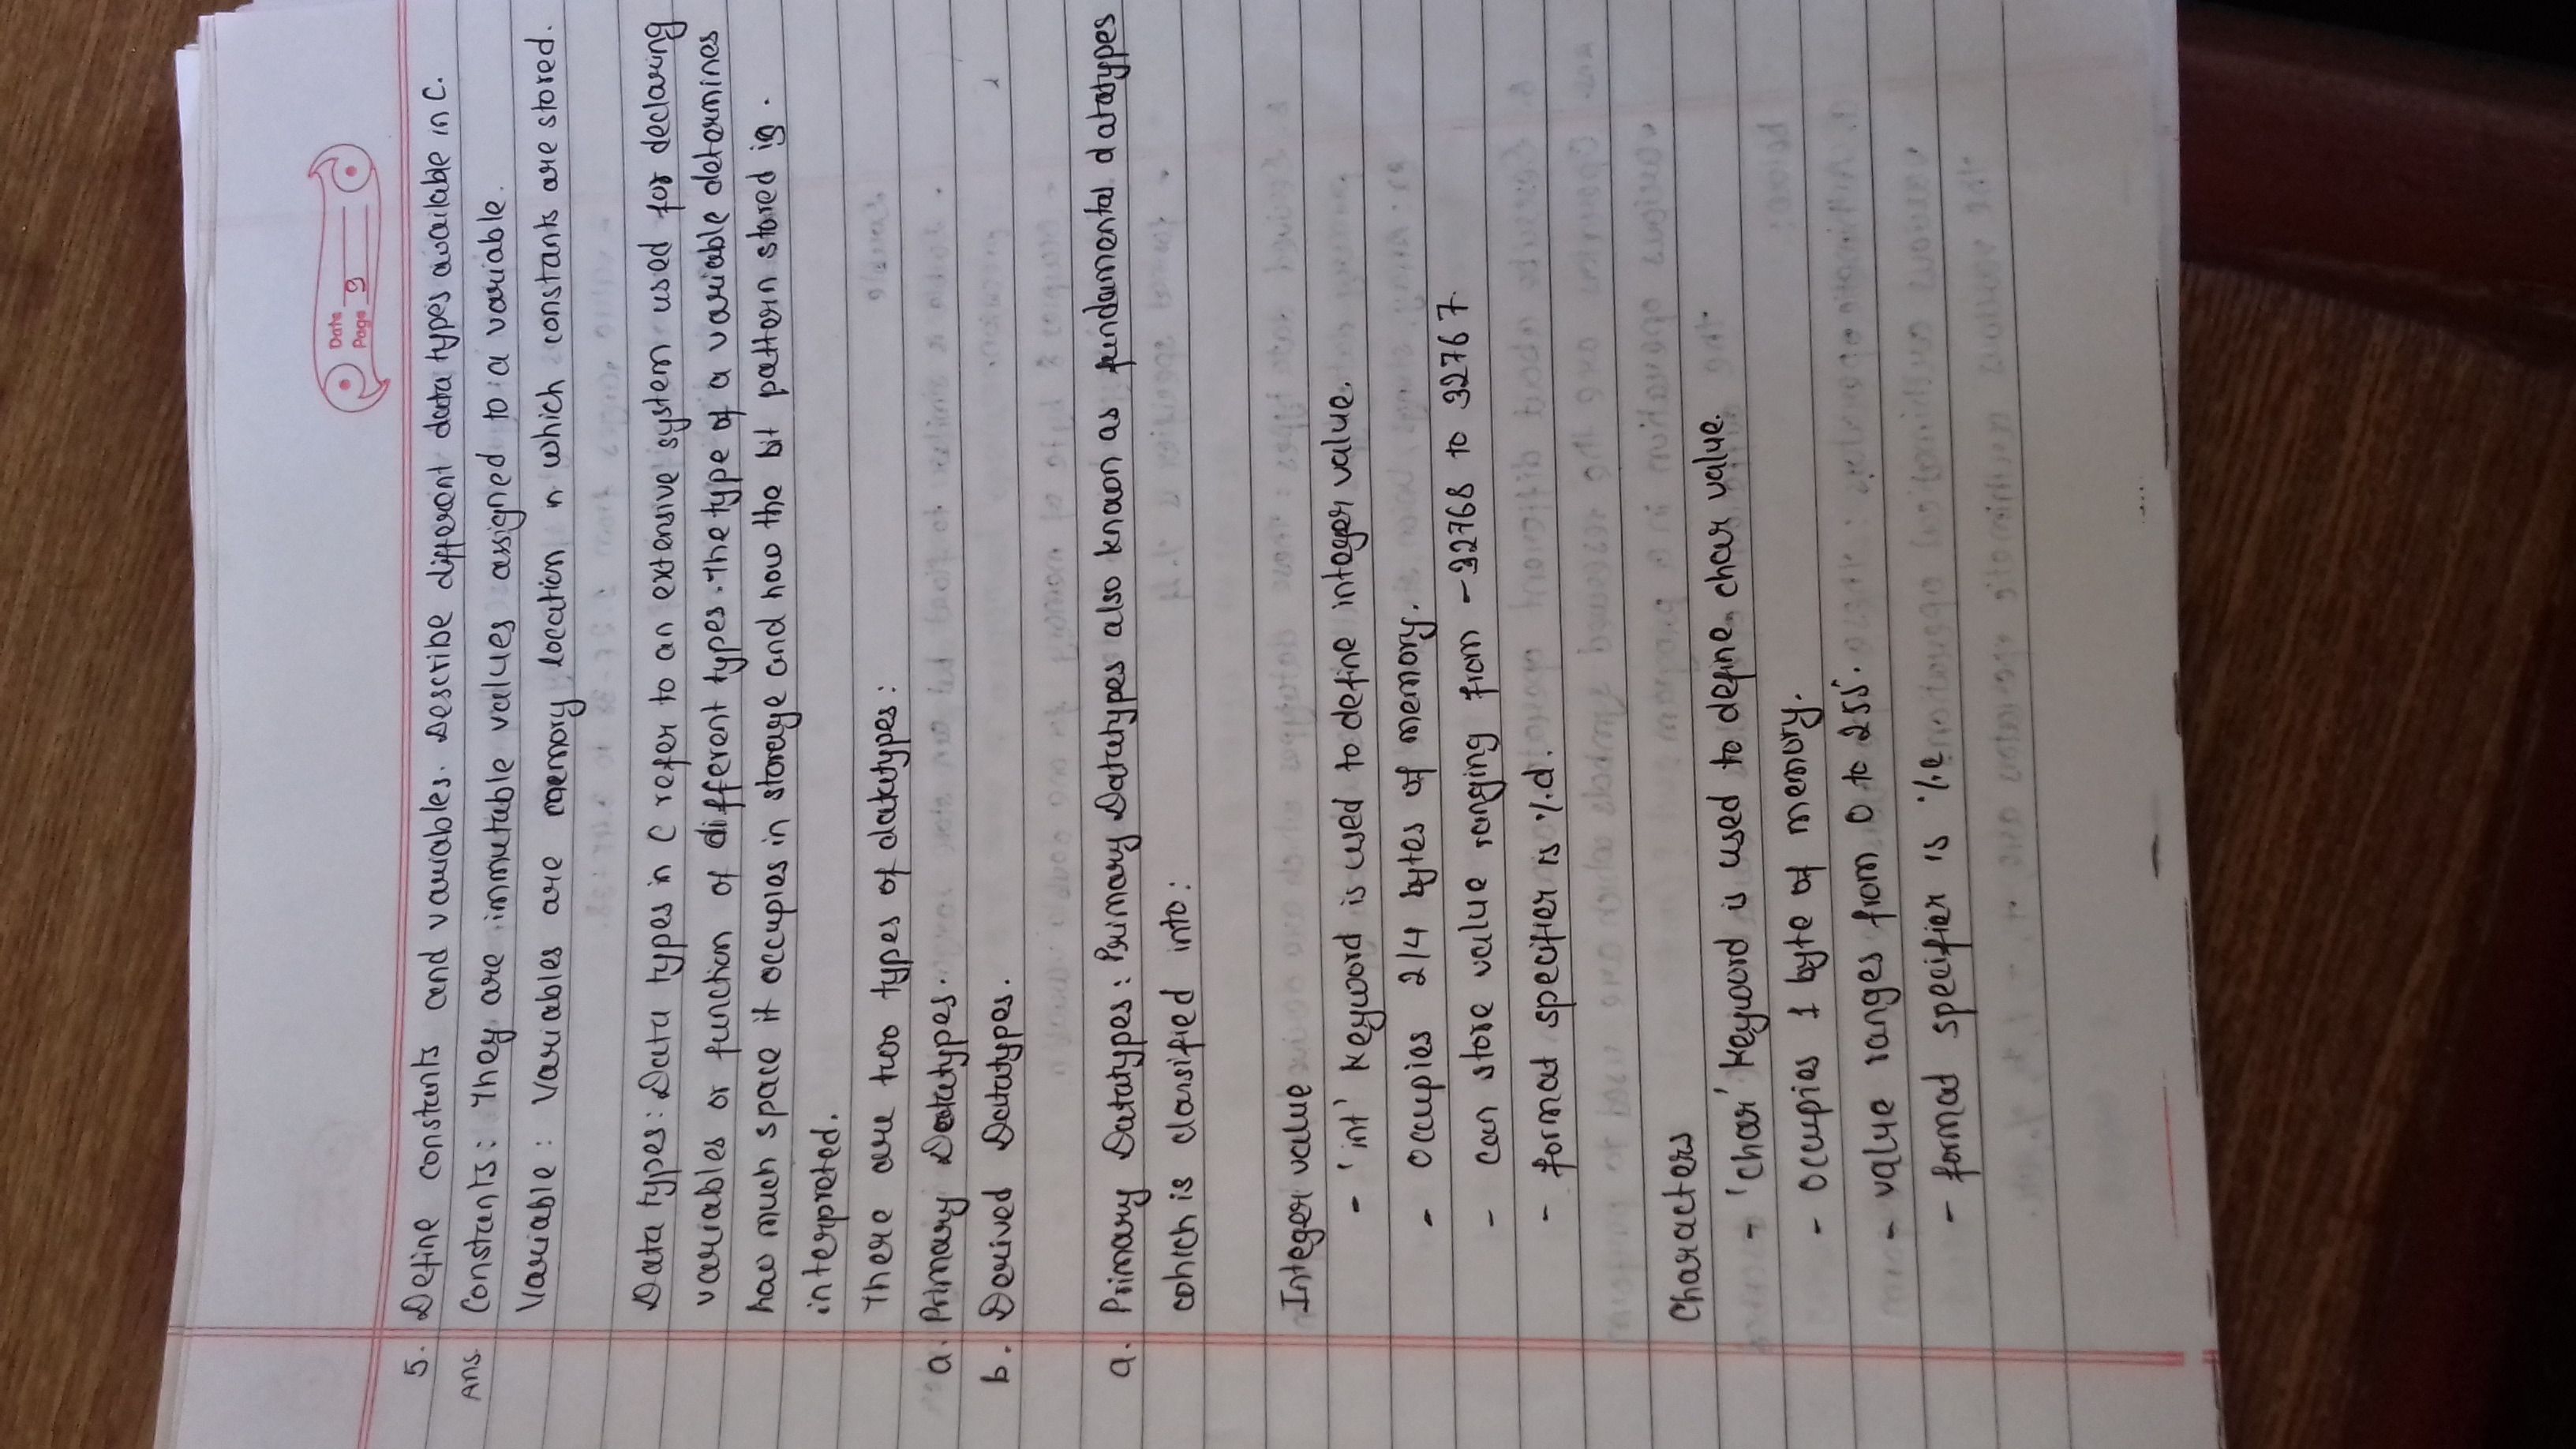 Date
Page 9
5. Define constants and variables. Describe different data types available in C.
Ans Constants: They are immutable values assigned to a variable.
Variable: Variables are memory location in which constants are stored.
Data types: Data types in C refer to an extensive system used for declaring
variables or function of different types. The type of a variable determines
how much space it occupies in storage and how the bit pattern stored is.
interpreted.
There are two types of datatypes:
a. Primary Datatypes.
b. Derived Datatypes.
a. Primary Datatypes: Primary Datatypes also known as fundamental datatypes
which is classified into:
Integer value
- 'int' keyword is used to define integer value.
- Occupies 2/4 bytes of memory.
- can store value ranging from -32768 to 32767.
- format specifier is %d.
Characters
- 'char' keyword is used to define char value.
- occupies 1 byte of memory.
- value ranges from 0 to 255.
- format specifier is %c